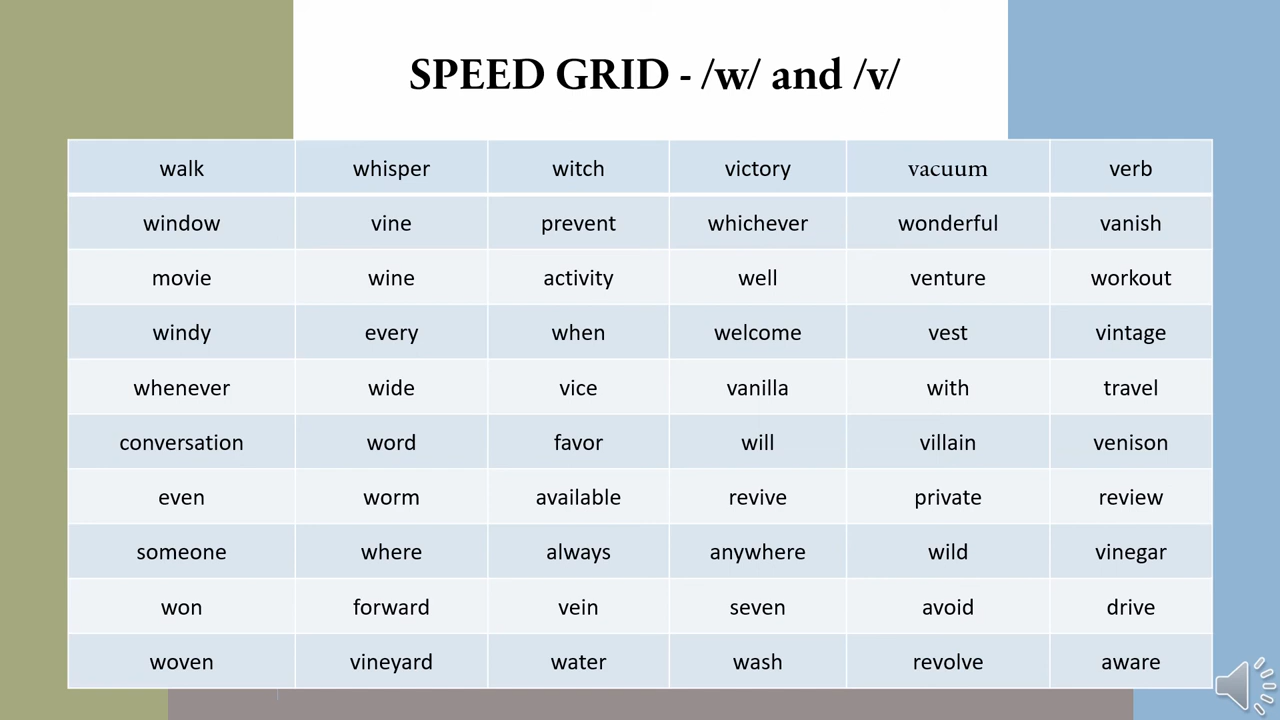 SPEED GRID - /w/ and /v/
walk whisper witch victory vacuum verb
window vine prevent whichever wonderful vanish
movie wine activity well venture workout
windy every when welcome vest vintage
whenever wide vice vanilla with travel
conversation word favor will villain venison
even worm available revive private review
someone where always anywhere wild vinegar
won forward vein seven avoid drive
woven vineyard water wash revolve aware